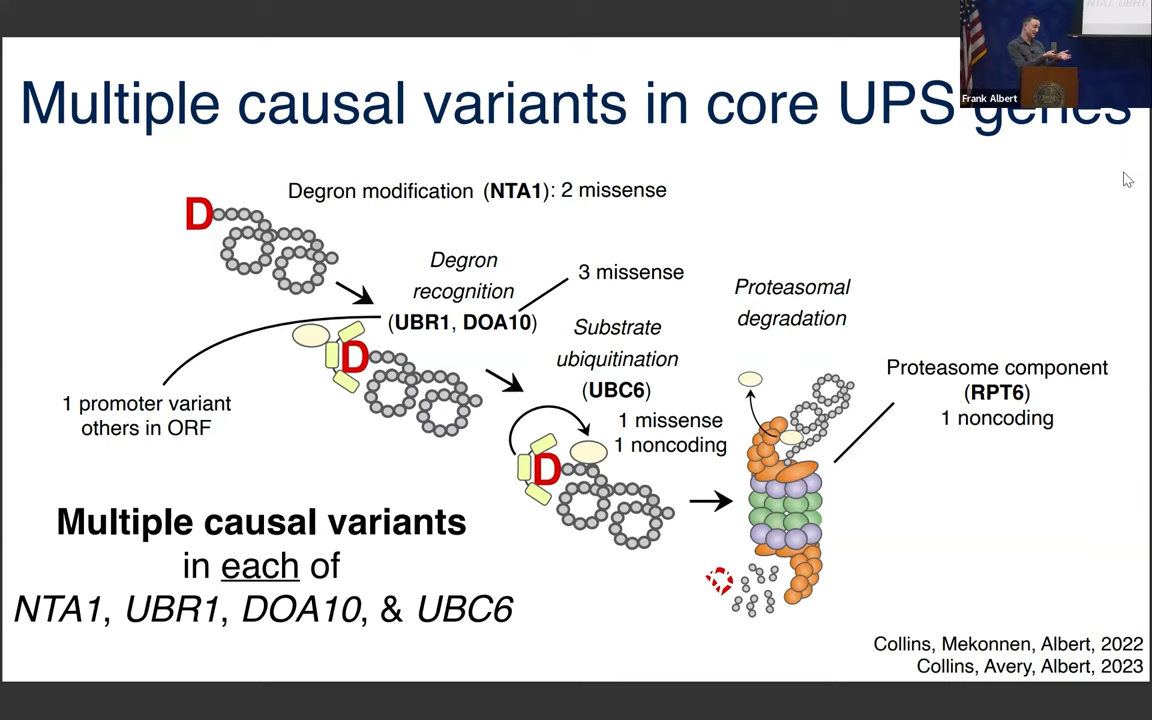 Multiple causal variants in core UPS genes
Frank Albert
Degron modification (NTA1): 2 missense
D
Degron
recognition
(UBR1, DOA10)
3 missense
Substrate
ubiquitination
(UBC6)
1 missense
1 noncoding
Proteasomal
degradation
Proteasome component
(RPT6)
1 noncoding
D
1 promoter variant
others in ORF
D
Multiple causal variants
in each of
NTA1, UBR1, DOA10, & UBC6
Collins, Mekonnen, Albert, 2022
Collins, Avery, Albert, 2023